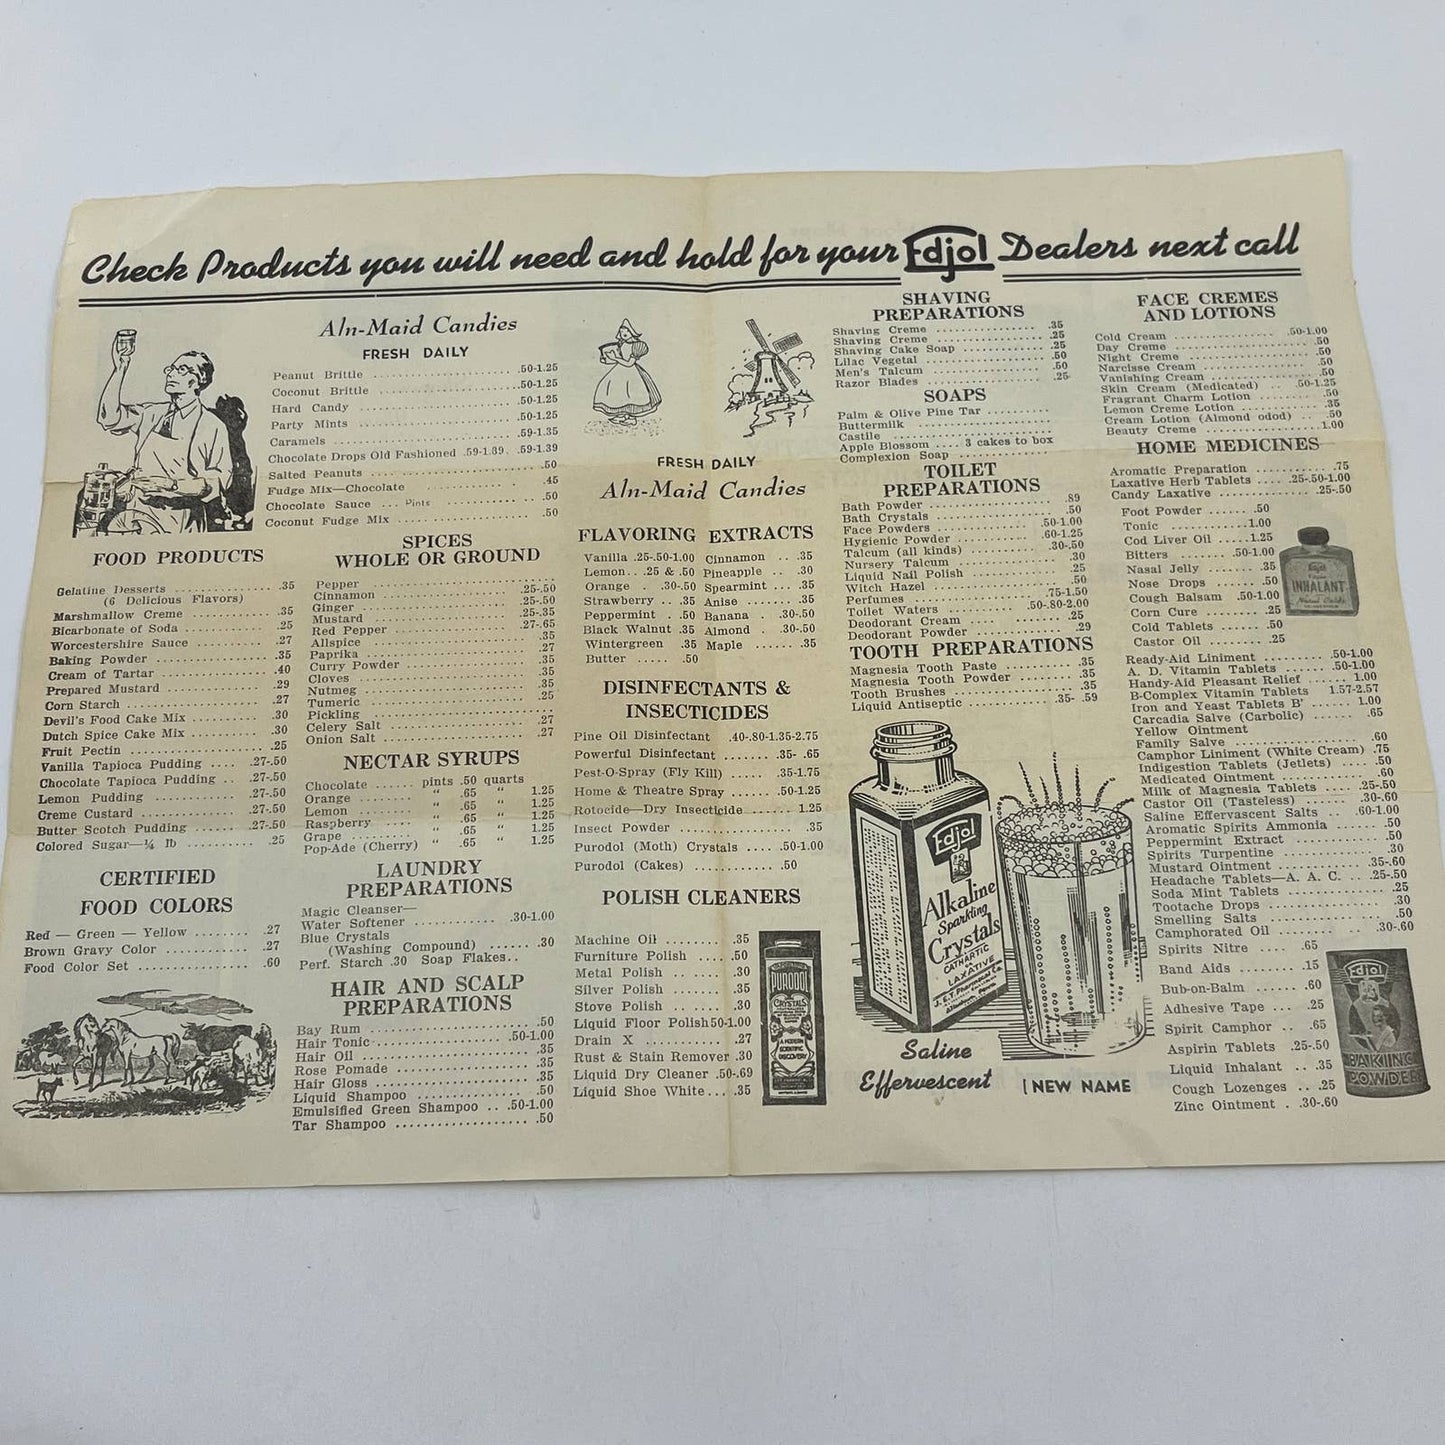 Check Products you will need and hold for your Edjol Dealers next call
Aln-Maid Candies
FRESH DAILY
Peanut Brittle .50-1.25
Coconut Brittle .50-1.25
Hard Candy .50-1.25
Party Mints .50-1.25
Caramels .59-1.35
Chocolate Drops Old Fashioned .59-1.39. .59-1.39
Salted Peanuts .50
Fudge Mix—Chocolate .45
Chocolate Sauce ... Pints .50
Coconut Fudge Mix .50
FOOD PRODUCTS
Gelatine Desserts .35
(6 Delicious Flavors)
Marshmallow Creme .35
Bicarbonate of Soda .25
Worcestershire Sauce .27
Baking Powder .35
Cream of Tartar .40
Prepared Mustard .29
Corn Starch .27
Devil's Food Cake Mix .30
Dutch Spice Cake Mix .30
Fruit Pectin .25
Vanilla Tapioca Pudding .27-.50
Chocolate Tapioca Pudding .27-.50
Lemon Pudding .27-.50
Creme Custard .27-.50
Butter Scotch Pudding .27-.50
Colored Sugar—¼ lb .25
CERTIFIED
FOOD COLORS
Red — Green — Yellow .27
Brown Gravy Color .27
Food Color Set .60
SPICES
WHOLE OR GROUND
Pepper
Cinnamon .25-.50
Ginger .25-.50
Mustard .25-.35
Red Pepper .27-.65
Allspice .35
Paprika .27
Curry Powder .35
Cloves .35
Nutmeg .35
Tumeric .25
Pickling
Celery Salt .27
Onion Salt .27
NECTAR SYRUPS
Chocolate pints .50 quarts
Orange " .65 " 1.25
Lemon " .65 " 1.25
Raspberry " .65 " 1.25
Grape " .65 " 1.25
Pop-Ade (Cherry) " .65 " 1.25
LAUNDRY
PREPARATIONS
Magic Cleanser—
Water Softener .30-1.00
Blue Crystals
(Washing Compound) .30
Perf. Starch .30 Soap Flakes..
HAIR AND SCALP
PREPARATIONS
Bay Rum .50
Hair Tonic .50-1.00
Hair Oil .35
Rose Pomade .35
Hair Gloss .35
Liquid Shampoo .50
Emulsified Green Shampoo .50-1.00
Tar Shampoo .50
FRESH DAILY
Aln-Maid Candies
FLAVORING EXTRACTS
Vanilla .25-.50-1.00 Cinnamon .35
Lemon .25 & .50 Pineapple .30
Orange .30-.50 Spearmint .35
Strawberry .35 Anise .35
Peppermint .50 Banana .30-.50
Black Walnut .35 Almond .30-.50
Wintergreen .35 Maple .35
Butter .50
DISINFECTANTS &
INSECTICIDES
Pine Oil Disinfectant .40-.80-1.35-2.75
Powerful Disinfectant .35- .65
Pest-O-Spray (Fly Kill) .35-1.75
Home & Theatre Spray .50-1.25
Rotocide—Dry Insecticide 1.25
Insect Powder .35
Purodol (Moth) Crystals .50-1.00
Purodol (Cakes) .50
POLISH CLEANERS
Machine Oil .35
Furniture Polish .50
Metal Polish .30
Silver Polish .35
Stove Polish .30
Liquid Floor Polish 50-1.00
Drain X .27
Rust & Stain Remover .30
Liquid Dry Cleaner .50-.69
Liquid Shoe White .35
PURODOL
CRYSTALS
A MODERN
SCIENTIFIC
DISCOVERY
SHAVING
PREPARATIONS
Shaving Creme .35
Shaving Creme .25
Shaving Cake Soap .25
Lilac Vegetal .50
Men's Talcum .50
Razor Blades .25
SOAPS
Palm & Olive Pine Tar
Buttermilk
Castile
Apple Blossom .... 3 cakes to box
Complexion Soap
TOILET
PREPARATIONS
Bath Powder .89
Bath Crystals .50
Face Powders .50-1.00
Hygienic Powder .60-1.25
Talcum (all kinds) .30-.50
Nursery Talcum .30
Liquid Nail Polish .25
Witch Hazel .50
Perfumes .75-1.50
Toilet Waters .50-.80-2.00
Deodorant Cream .25
Deodorant Powder .29
TOOTH PREPARATIONS
Magnesia Tooth Paste .35
Magnesia Tooth Powder .35
Tooth Brushes .35
Liquid Antiseptic .35- .59
Edjol
Alkaline
Sparkling
Crystals
CATHARTIC
LAXATIVE
J.E.T. Pharmacal Co.
Saline
Effervescent
NEW NAME
FACE CREMES
AND LOTIONS
Cold Cream .50-1.00
Day Creme .50
Night Creme .50
Narcisse Cream .50
Vanishing Cream .50
Skin Cream (Medicated) .50-1.25
Fragrant Charm Lotion .50
Lemon Creme Lotion .35
Cream Lotion (Almond odod) .50
Beauty Creme 1.00
HOME MEDICINES
Aromatic Preparation .75
Laxative Herb Tablets .25-.50-1.00
Candy Laxative .25-.50
Foot Powder .50
Tonic 1.00
Cod Liver Oil 1.25
Bitters .50-1.00
Nasal Jelly .35
Nose Drops .50
Cough Balsam .50-1.00
Corn Cure .25
Cold Tablets .50
Castor Oil .25
INHALANT
Ready-Aid Liniment .50-1.00
A. D. Vitamin Tablets .50-1.00
Handy-Aid Pleasant Relief 1.00
B-Complex Vitamin Tablets 1.57-2.57
Iron and Yeast Tablets B' 1.00
Carcadia Salve (Carbolic) .65
Yellow Ointment
Family Salve .60
Camphor Liniment (White Cream) .75
Indigestion Tablets (Jetlets) .50
Medicated Ointment .60
Milk of Magnesia Tablets .25-.50
Castor Oil (Tasteless) .30-.60
Saline Effervescent Salts .60-1.00
Aromatic Spirits Ammonia .50
Peppermint Extract .50
Spirits Turpentine .30
Mustard Ointment .35-.60
Headache Tablets—A. A. C. .25-.50
Soda Mint Tablets .25
Tootache Drops .30
Smelling Salts .50
Camphorated Oil .30-.60
Spirits Nitre .65
Band Aids .15
Bub-on-Balm .60
Adhesive Tape .25
Spirit Camphor .65
Aspirin Tablets .25-.50
Liquid Inhalant .35
Cough Lozenges .25
Zinc Ointment .30-.60
Edjol
BAKING
POWDER